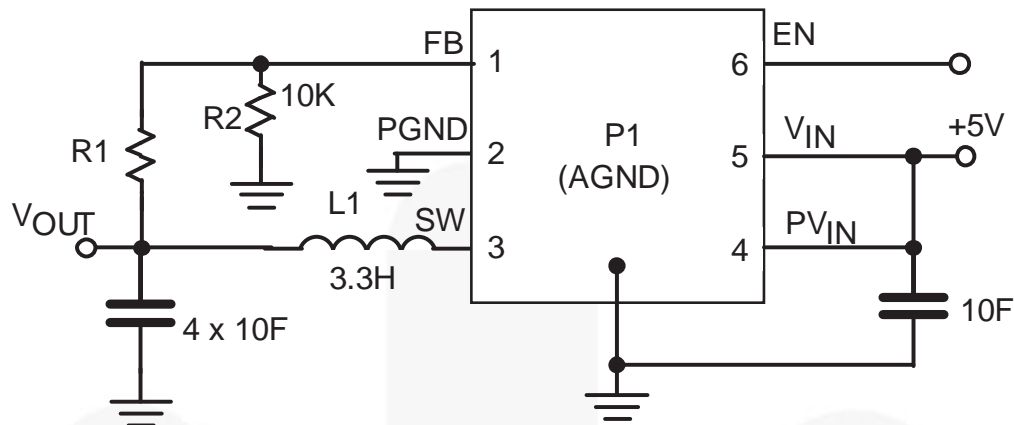 FB
1
EN
6
10K
R2
R1
PGND
2
P1
(AGND)
VIN
5
+5V
VOUT
L1
SW
3
3.3H
PVIN
4
4 x 10F
10F